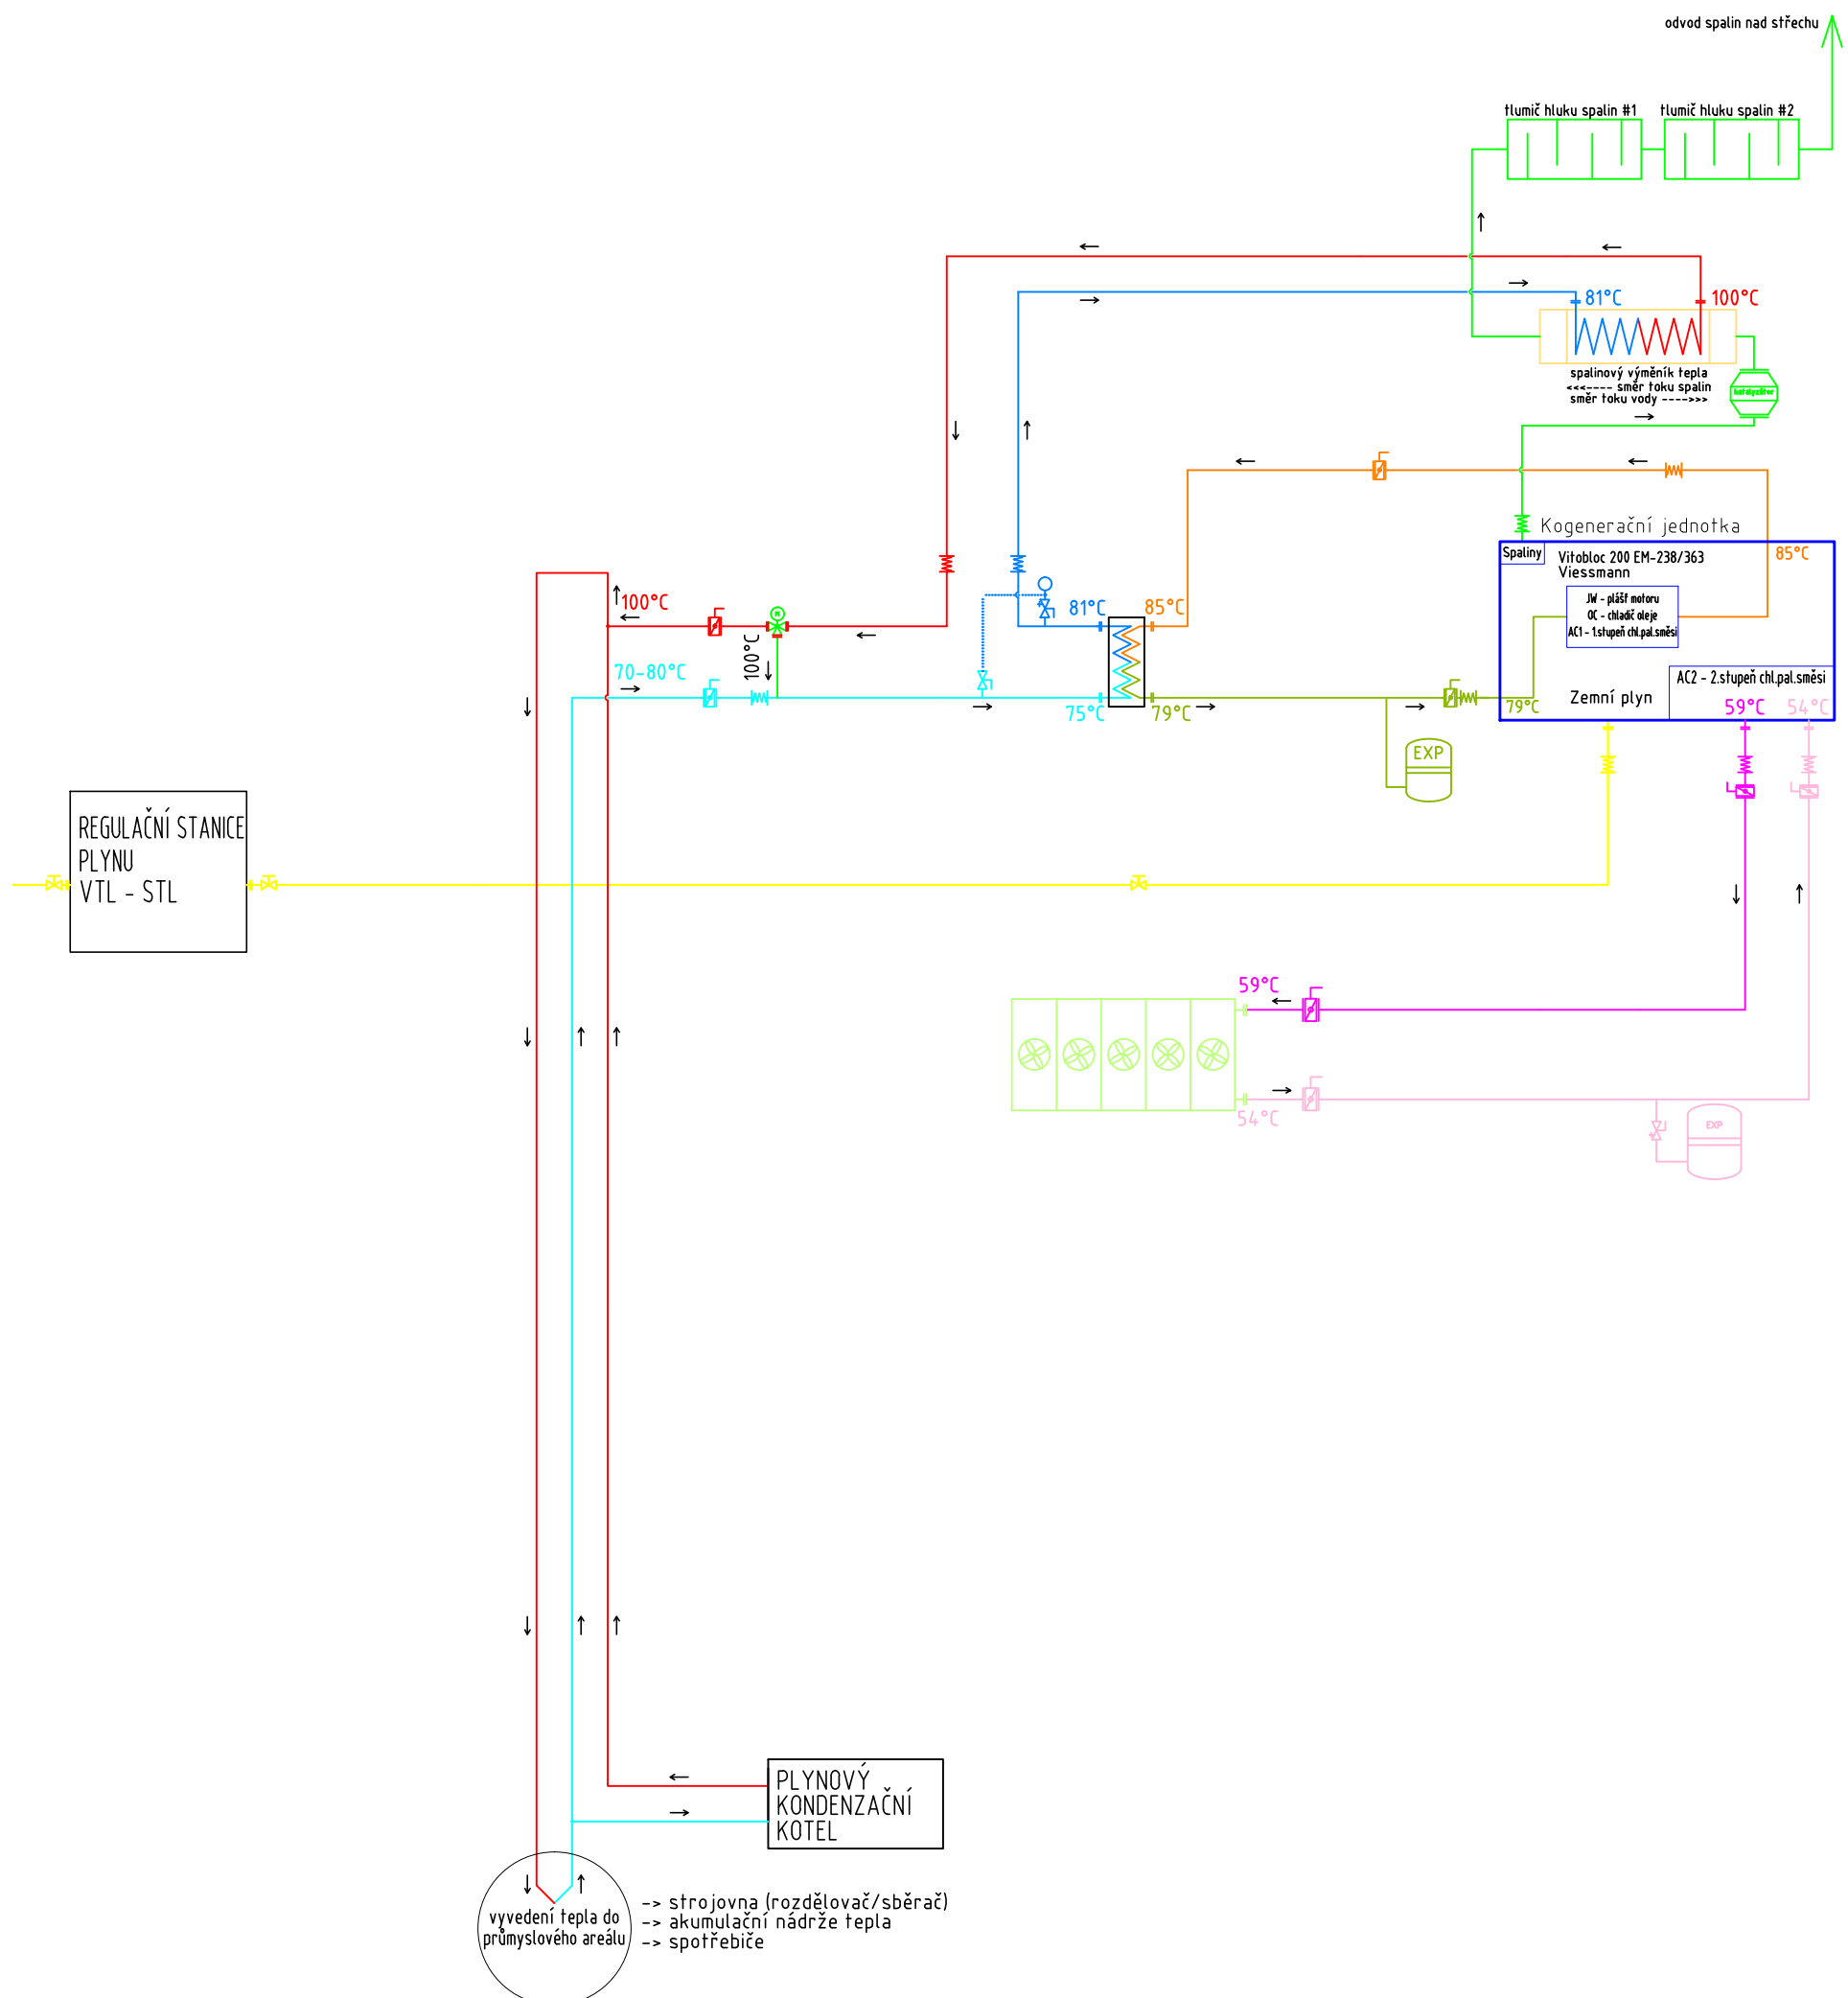 odvod spalin nad střechu
tlumič hluku spalin #1
tlumič hluku spalin #2
81°C
100°C
spalinový výměník tepla
<<<---- směr toku spalin
směr toku vody ---->>>
katalyzátor
Kogenerační jednotka
Spaliny
Vitobloc 200 EM-238/363
Viessmann
85°C
JW - plášť motoru
OC - chladič oleje
AC1 - 1.stupeň chl.pal.směsi
AC2 - 2.stupeň chl.pal.směsi
Zemní plyn
79°C
59°C
54°C
100°C
100°C
70-80°C
81°C
85°C
75°C
79°C
EXP
REGULAČNÍ STANICE
PLYNU
VTL - STL
59°C
54°C
EXP
PLYNOVÝ
KONDENZAČNÍ
KOTEL
vyvedení tepla do
průmyslového areálu
-> strojovna (rozdělovač/sběrač)
-> akumulační nádrže tepla
-> spotřebiče